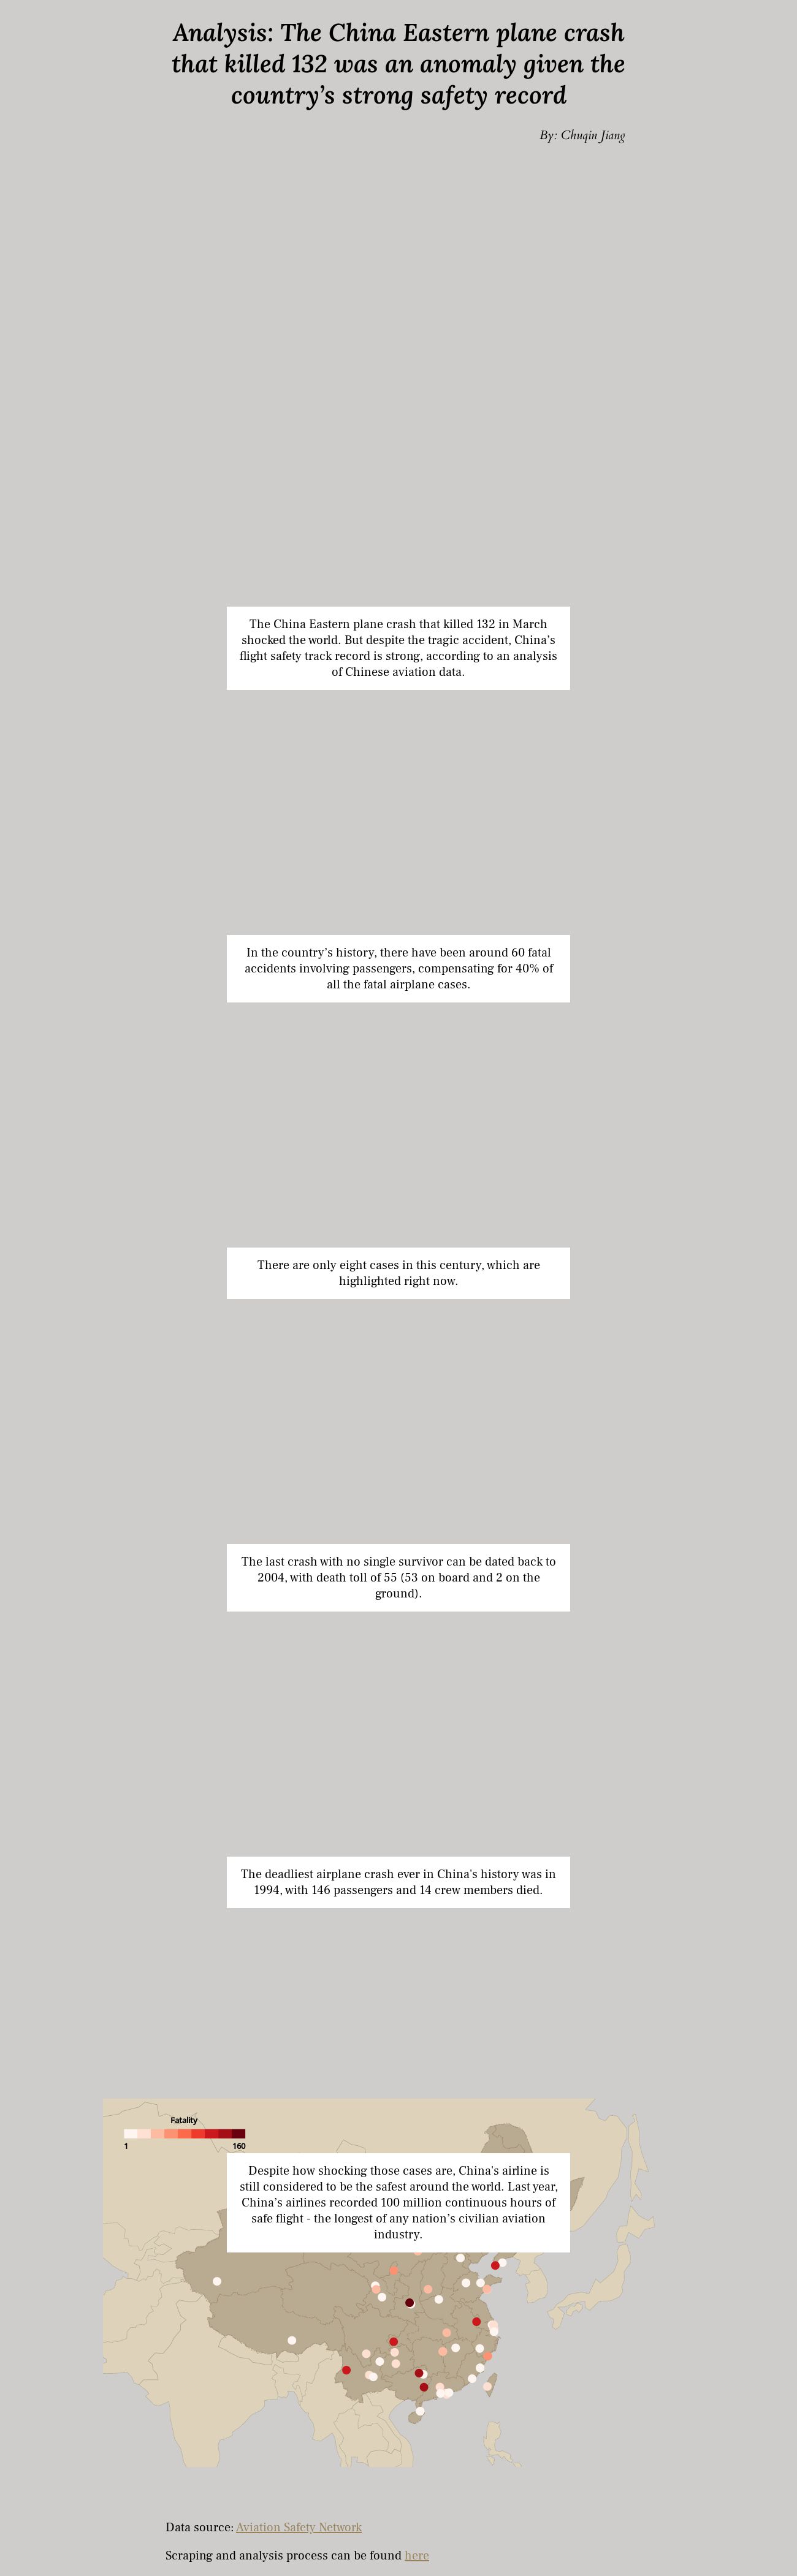 Analysis: The China Eastern plane crash
that killed 132 was an anomaly given the
country’s strong safety record
By: Chuqin Jiang
The China Eastern plane crash that killed 132 in March
shocked the world. But despite the tragic accident, China’s
flight safety track record is strong, according to an analysis
of Chinese aviation data.
In the country’s history, there have been around 60 fatal
accidents involving passengers, compensating for 40% of
all the fatal airplane cases.
There are only eight cases in this century, which are
highlighted right now.
The last crash with no single survivor can be dated back to
2004, with death toll of 55 (53 on board and 2 on the
ground).
The deadliest airplane crash ever in China's history was in
1994, with 146 passengers and 14 crew members died.
Fatality
1 160
Despite how shocking those cases are, China's airline is
still considered to be the safest around the world. Last year,
China’s airlines recorded 100 million continuous hours of
safe flight - the longest of any nation’s civilian aviation
industry.
Data source: Aviation Safety Network
Scraping and analysis process can be found here